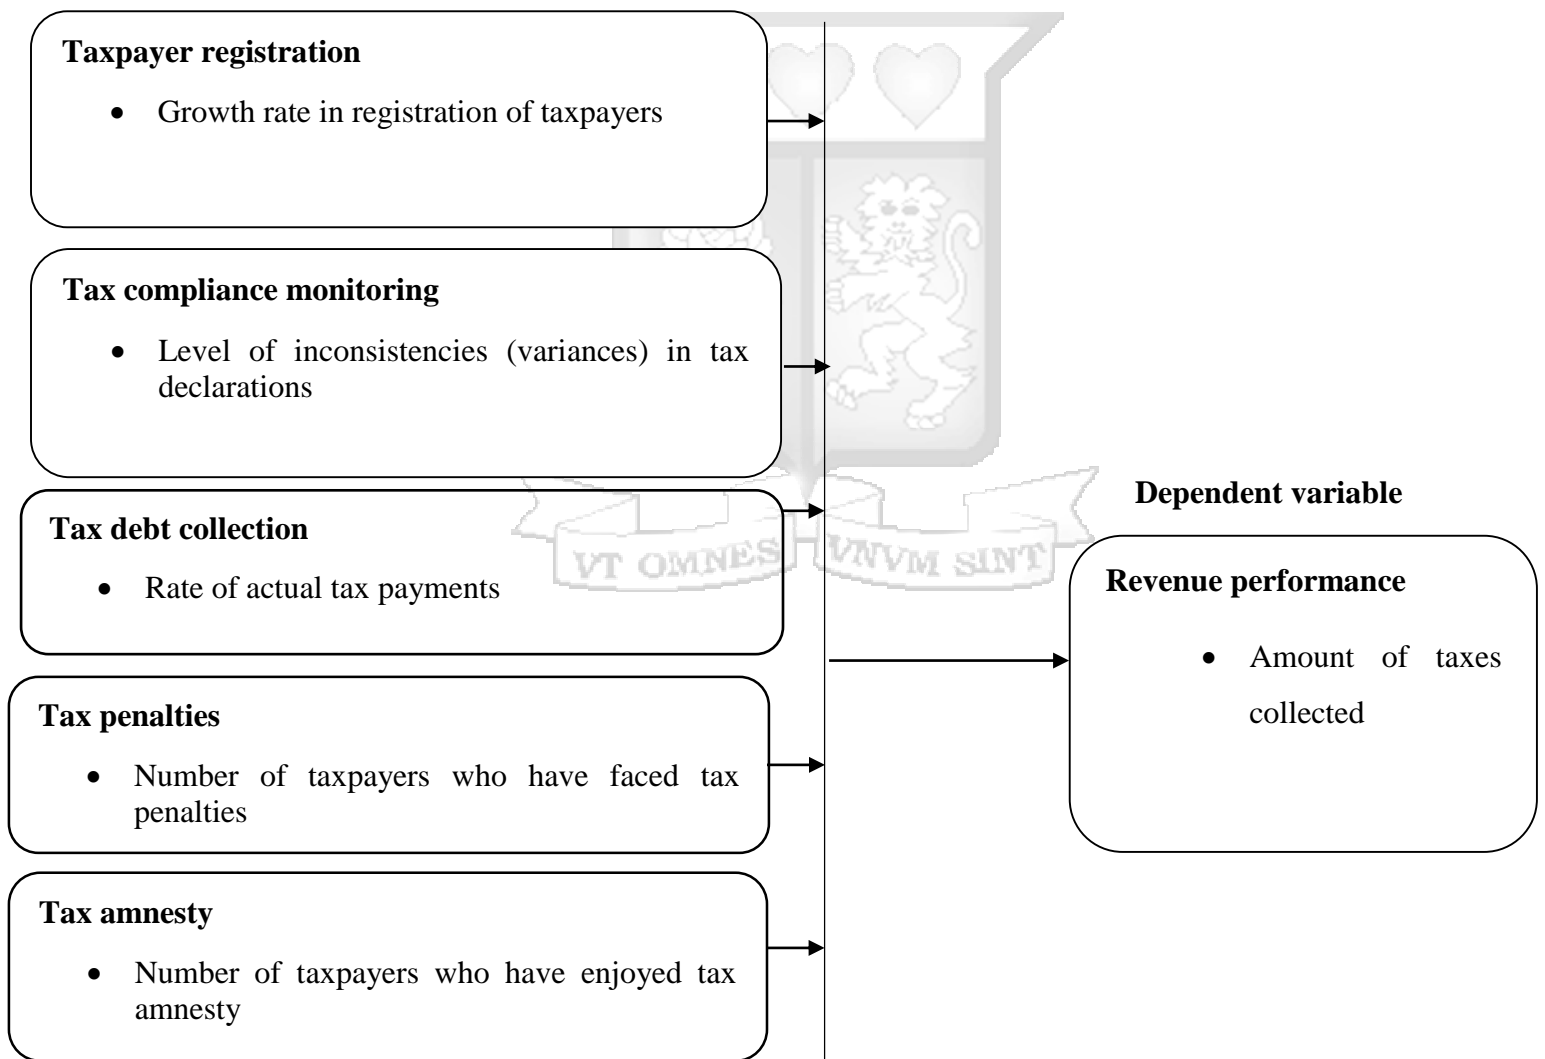 Taxpayer registration
• Growth rate in registration of taxpayers
Tax compliance monitoring
• Level of inconsistencies (variances) in tax
declarations
Tax debt collection
• Rate of actual tax payments
Tax penalties
• Number of taxpayers who have faced tax
penalties
Tax amnesty
• Number of taxpayers who have enjoyed tax
amnesty
VT OMNES VNVM SINT
Dependent variable
Revenue performance
• Amount of taxes
collected